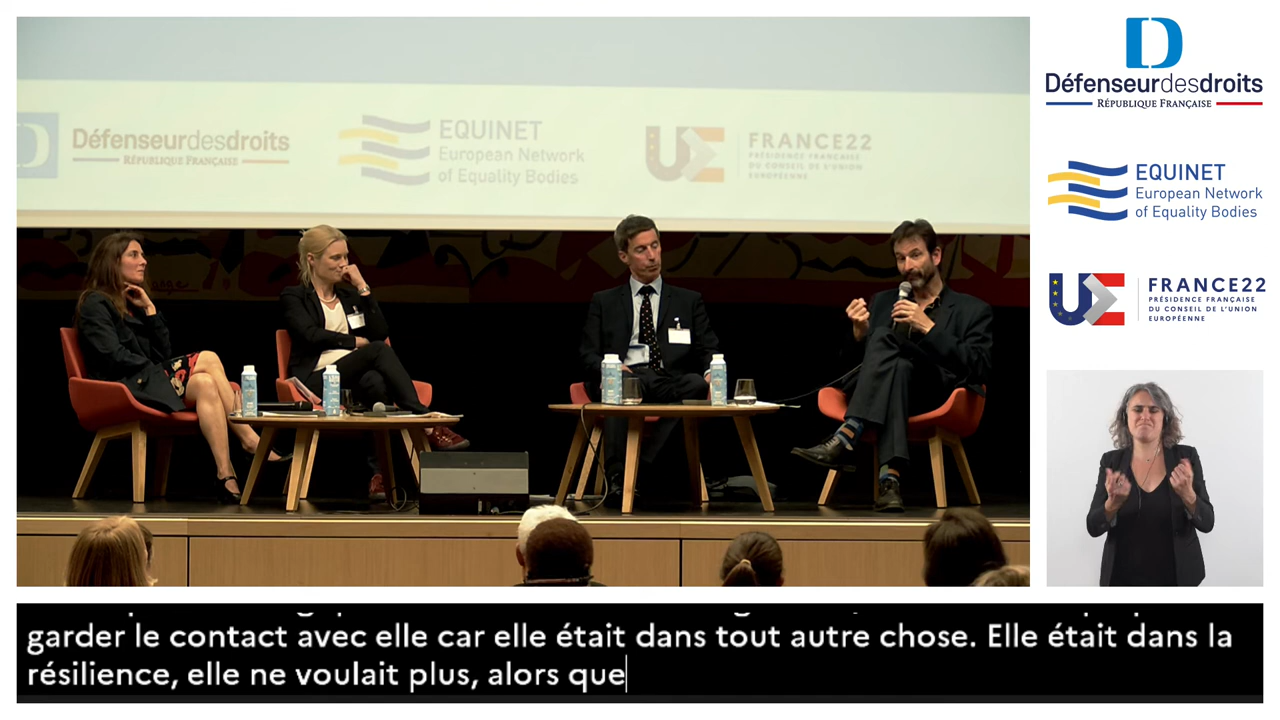 Défenseurdesdroits
RÉPUBLIQUE FRANÇAISE
EQUINET
European Network
of Equality Bodies
FRANCE22
PRÉSIDENCE FRANÇAISE
DU CONSEIL DE L'UNION
EUROPÉENNE
D
Défenseurdesdroits
RÉPUBLIQUE FRANÇAISE
EQUINET
European Network
of Equality Bodies
UE
FRANCE22
PRÉSIDENCE FRANÇAISE
DU CONSEIL DE L'UNION
EUROPÉENNE
garder le contact avec elle car elle était dans tout autre chose. Elle était dans la
résilience, elle ne voulait plus, alors que